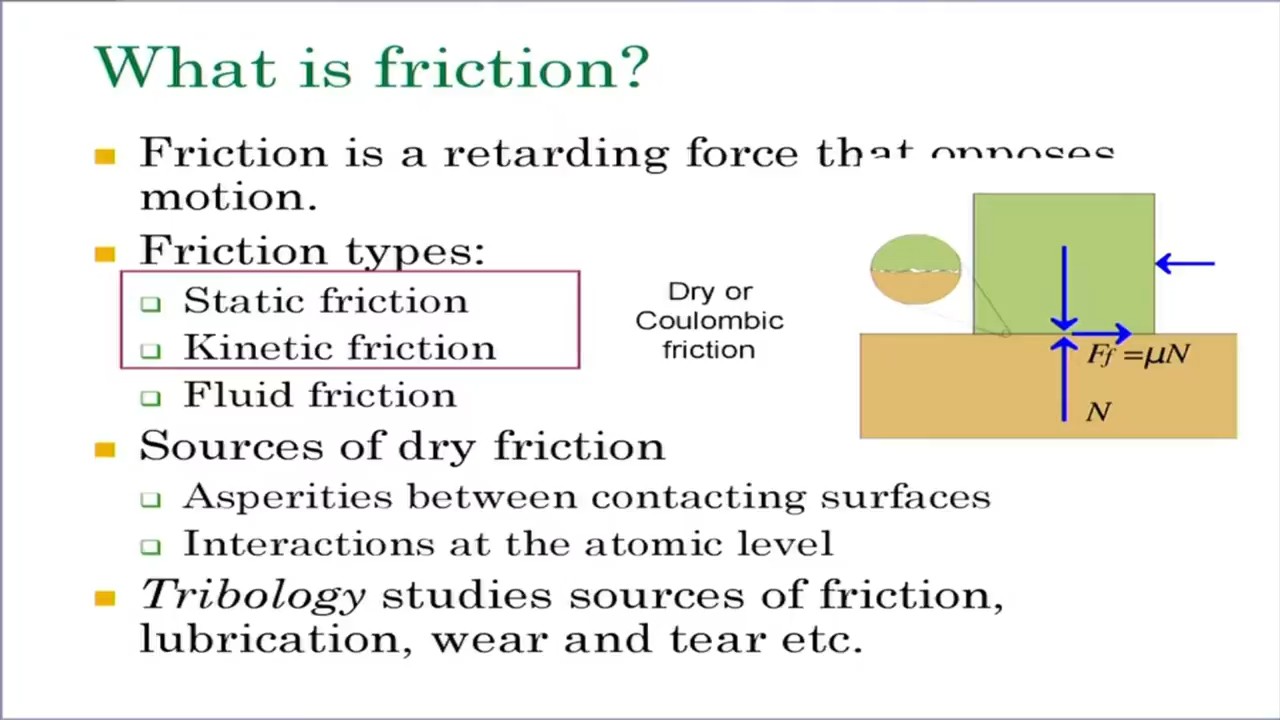 What is friction?
Friction is a retarding force that opposes
motion.
Friction types:
Static friction
Kinetic friction
Fluid friction
Dry or
Coulombic
friction
Ff =μN
N
Sources of dry friction
Asperities between contacting surfaces
Interactions at the atomic level
Tribology studies sources of friction,
lubrication, wear and tear etc.